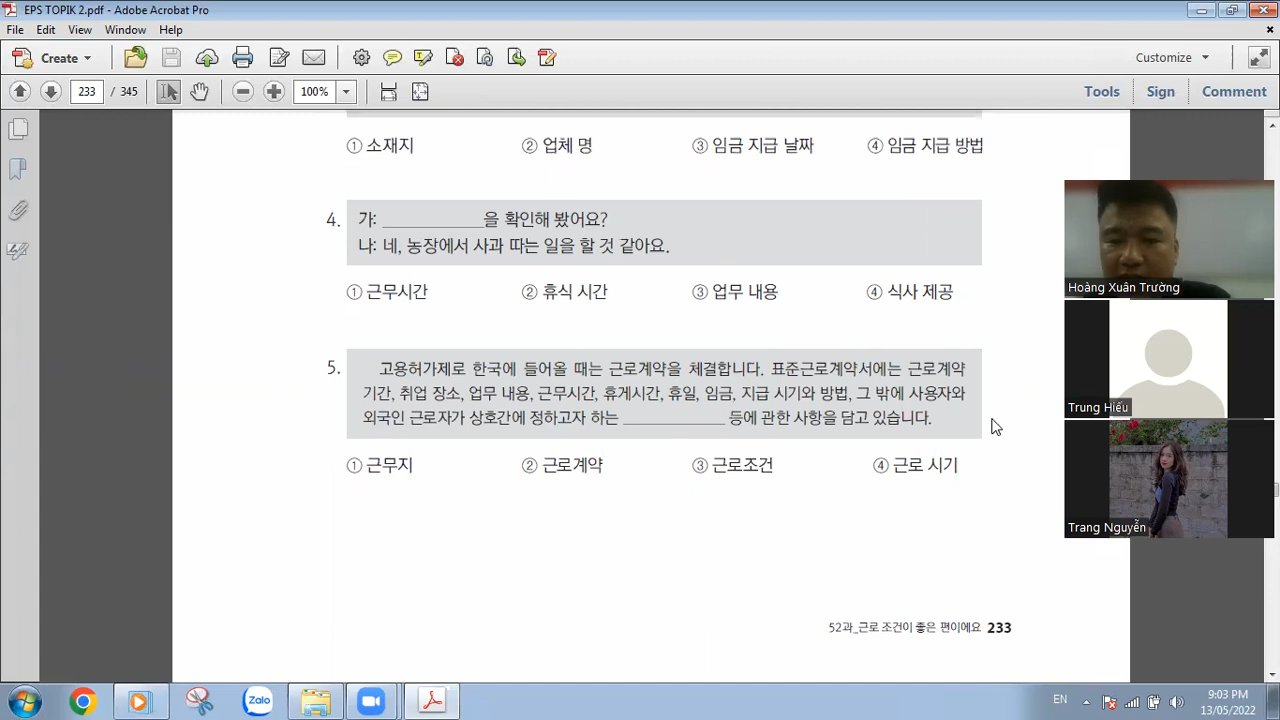 EPS TOPIK 2.pdf - Adobe Acrobat Pro
File Edit View Window Help
Create Customize
233 / 345 100% Tools Sign Comment
① 소재지 ② 업체 명 ③ 임금 지급 날짜 ④ 임금 지급 방법
4. 가: ____________을 확인해 봤어요?
나: 네, 농장에서 사과 따는 일을 할 것 같아요.
① 근무시간 ② 휴식 시간 ③ 업무 내용 ④ 식사 제공
5. 고용허가제로 한국에 들어올 때는 근로계약을 체결합니다. 표준근로계약서에는 근로계약
기간, 취업 장소, 업무 내용, 근무시간, 휴게시간, 휴일, 임금, 지급 시기와 방법, 그 밖에 사용자와
외국인 근로자가 상호간에 정하고자 하는 ____________ 등에 관한 사항을 담고 있습니다.
① 근무지 ② 근로계약 ③ 근로조건 ④ 근로 시기
52과_근로 조건이 좋은 편이에요 233
Hoàng Xuân Trường
Trung Hiếu
Trang Nguyễn
Zalo
EN
9:03 PM
13/05/2022